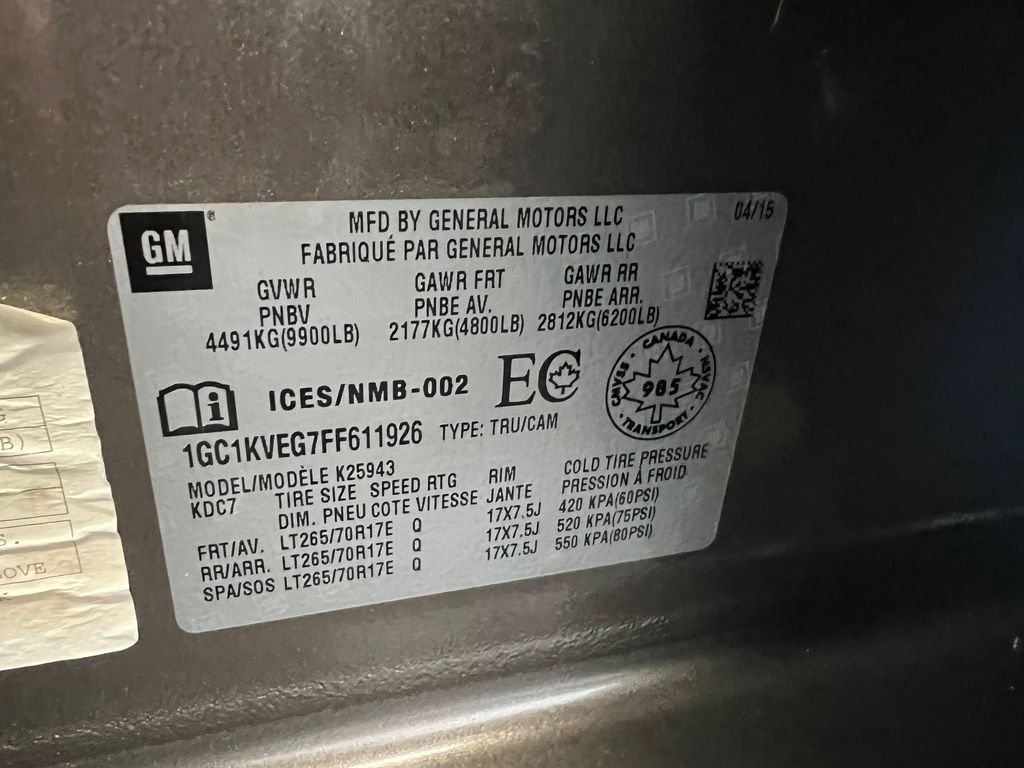 GM®
MFD BY GENERAL MOTORS LLC
04/15
FABRIQUÉ PAR GENERAL MOTORS LLC
GVWR GAWR FRT GAWR RR
PNBV PNBE AV. PNBE ARR.
4491KG(9900LB) 2177KG(4800LB) 2812KG(6200LB)
i ICES/NMB-002 EC
CANADA
985
TRANSPORT
CMVSS
NSVAC
1GC1KVEG7FF611926 TYPE: TRU/CAM
MODEL/MODÈLE K25943
KDC7 TIRE SIZE SPEED RTG RIM COLD TIRE PRESSURE
DIM. PNEU COTE VITESSE JANTE PRESSION À FROID
FRT/AV. LT265/70R17E Q 17X7.5J 420 KPA(60PSI)
RR/ARR. LT265/70R17E Q 17X7.5J 520 KPA(75PSI)
SPA/SOS LT265/70R17E Q 17X7.5J 550 KPA(80PSI)
B)
S.
OVE